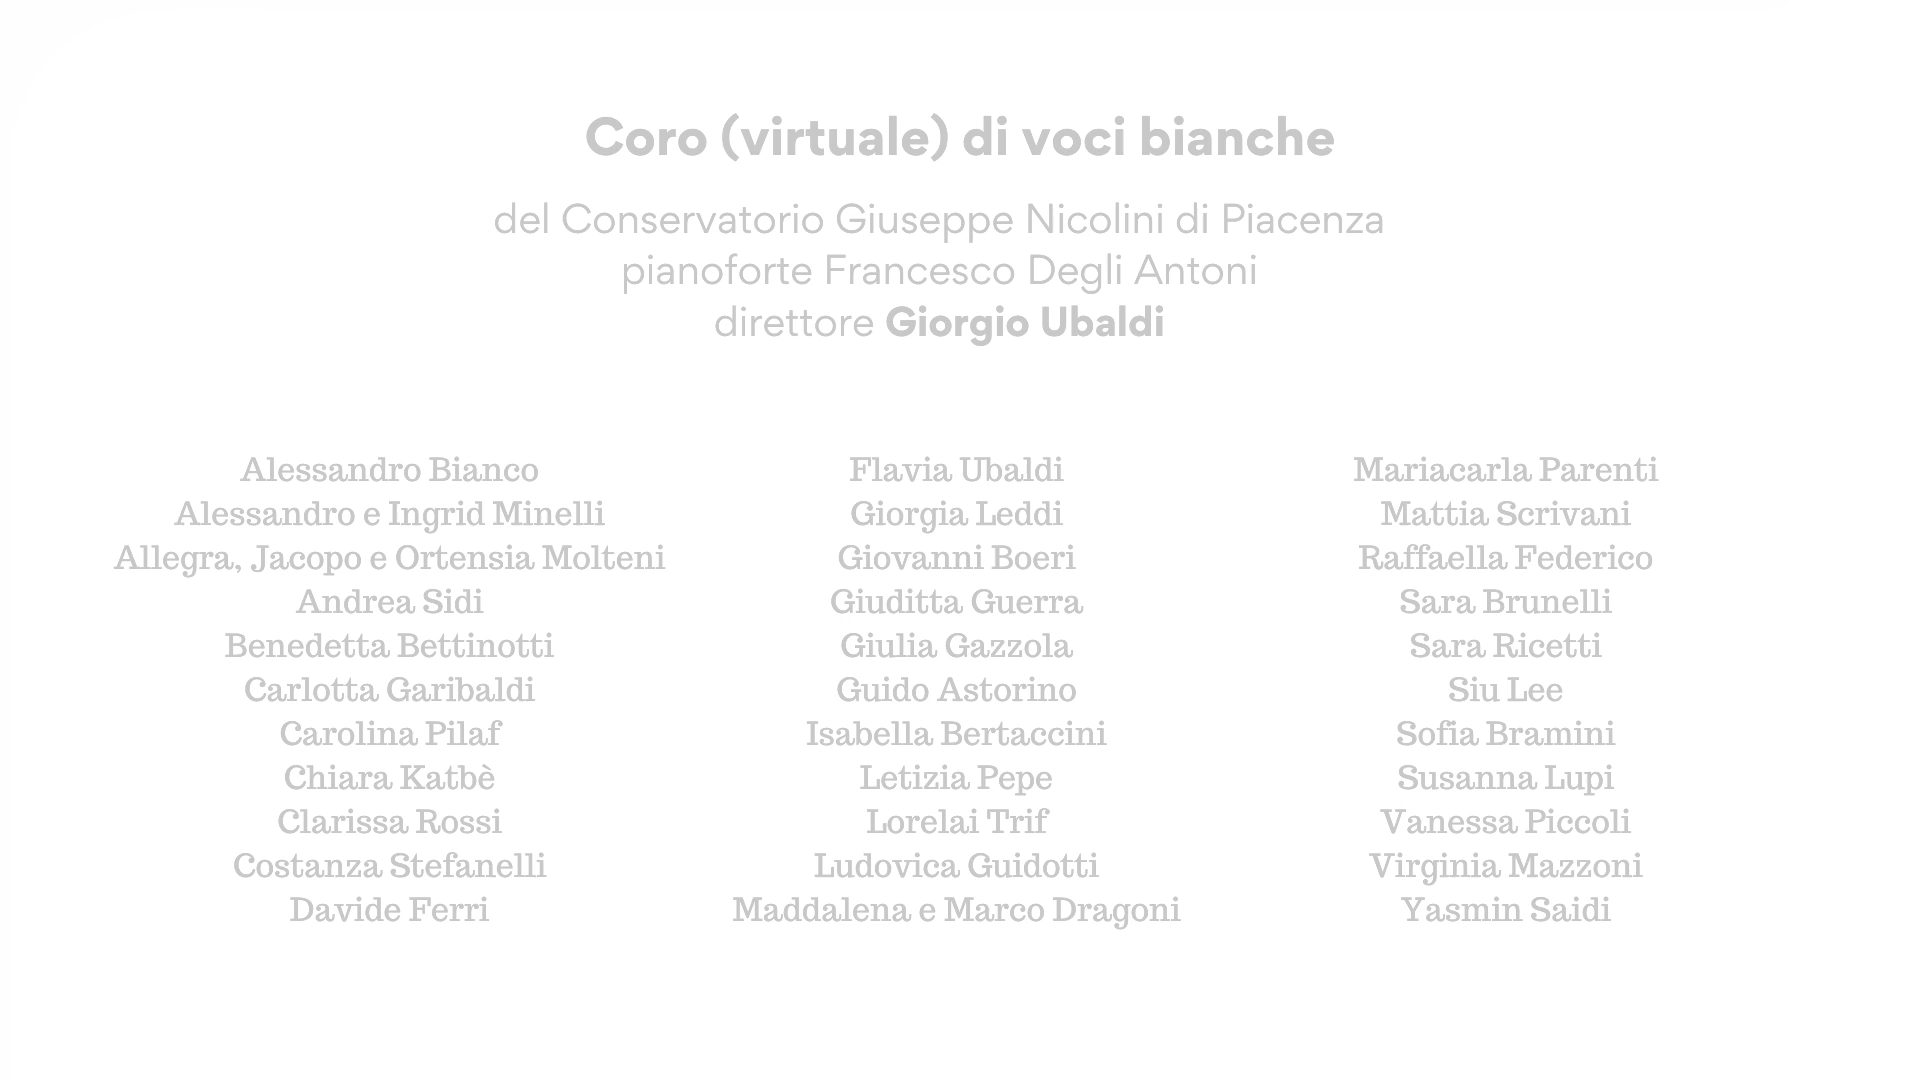 Coro (virtuale) di voci bianche
del Conservatorio Giuseppe Nicolini di Piacenza
pianoforte Francesco Degli Antoni
direttore Giorgio Ubaldi
Alessandro Bianco
Alessandro e Ingrid Minelli
Allegra, Jacopo e Ortensia Molteni
Andrea Sidi
Benedetta Bettinotti
Carlotta Garibaldi
Carolina Pilaf
Chiara Katbè
Clarissa Rossi
Costanza Stefanelli
Davide Ferri
Flavia Ubaldi
Giorgia Leddi
Giovanni Boeri
Giuditta Guerra
Giulia Gazzola
Guido Astorino
Isabella Bertaccini
Letizia Pepe
Lorelai Trif
Ludovica Guidotti
Maddalena e Marco Dragoni
Mariacarla Parenti
Mattia Scrivani
Raffaella Federico
Sara Brunelli
Sara Ricetti
Siu Lee
Sofia Bramini
Susanna Lupi
Vanessa Piccoli
Virginia Mazzoni
Yasmin Saidi